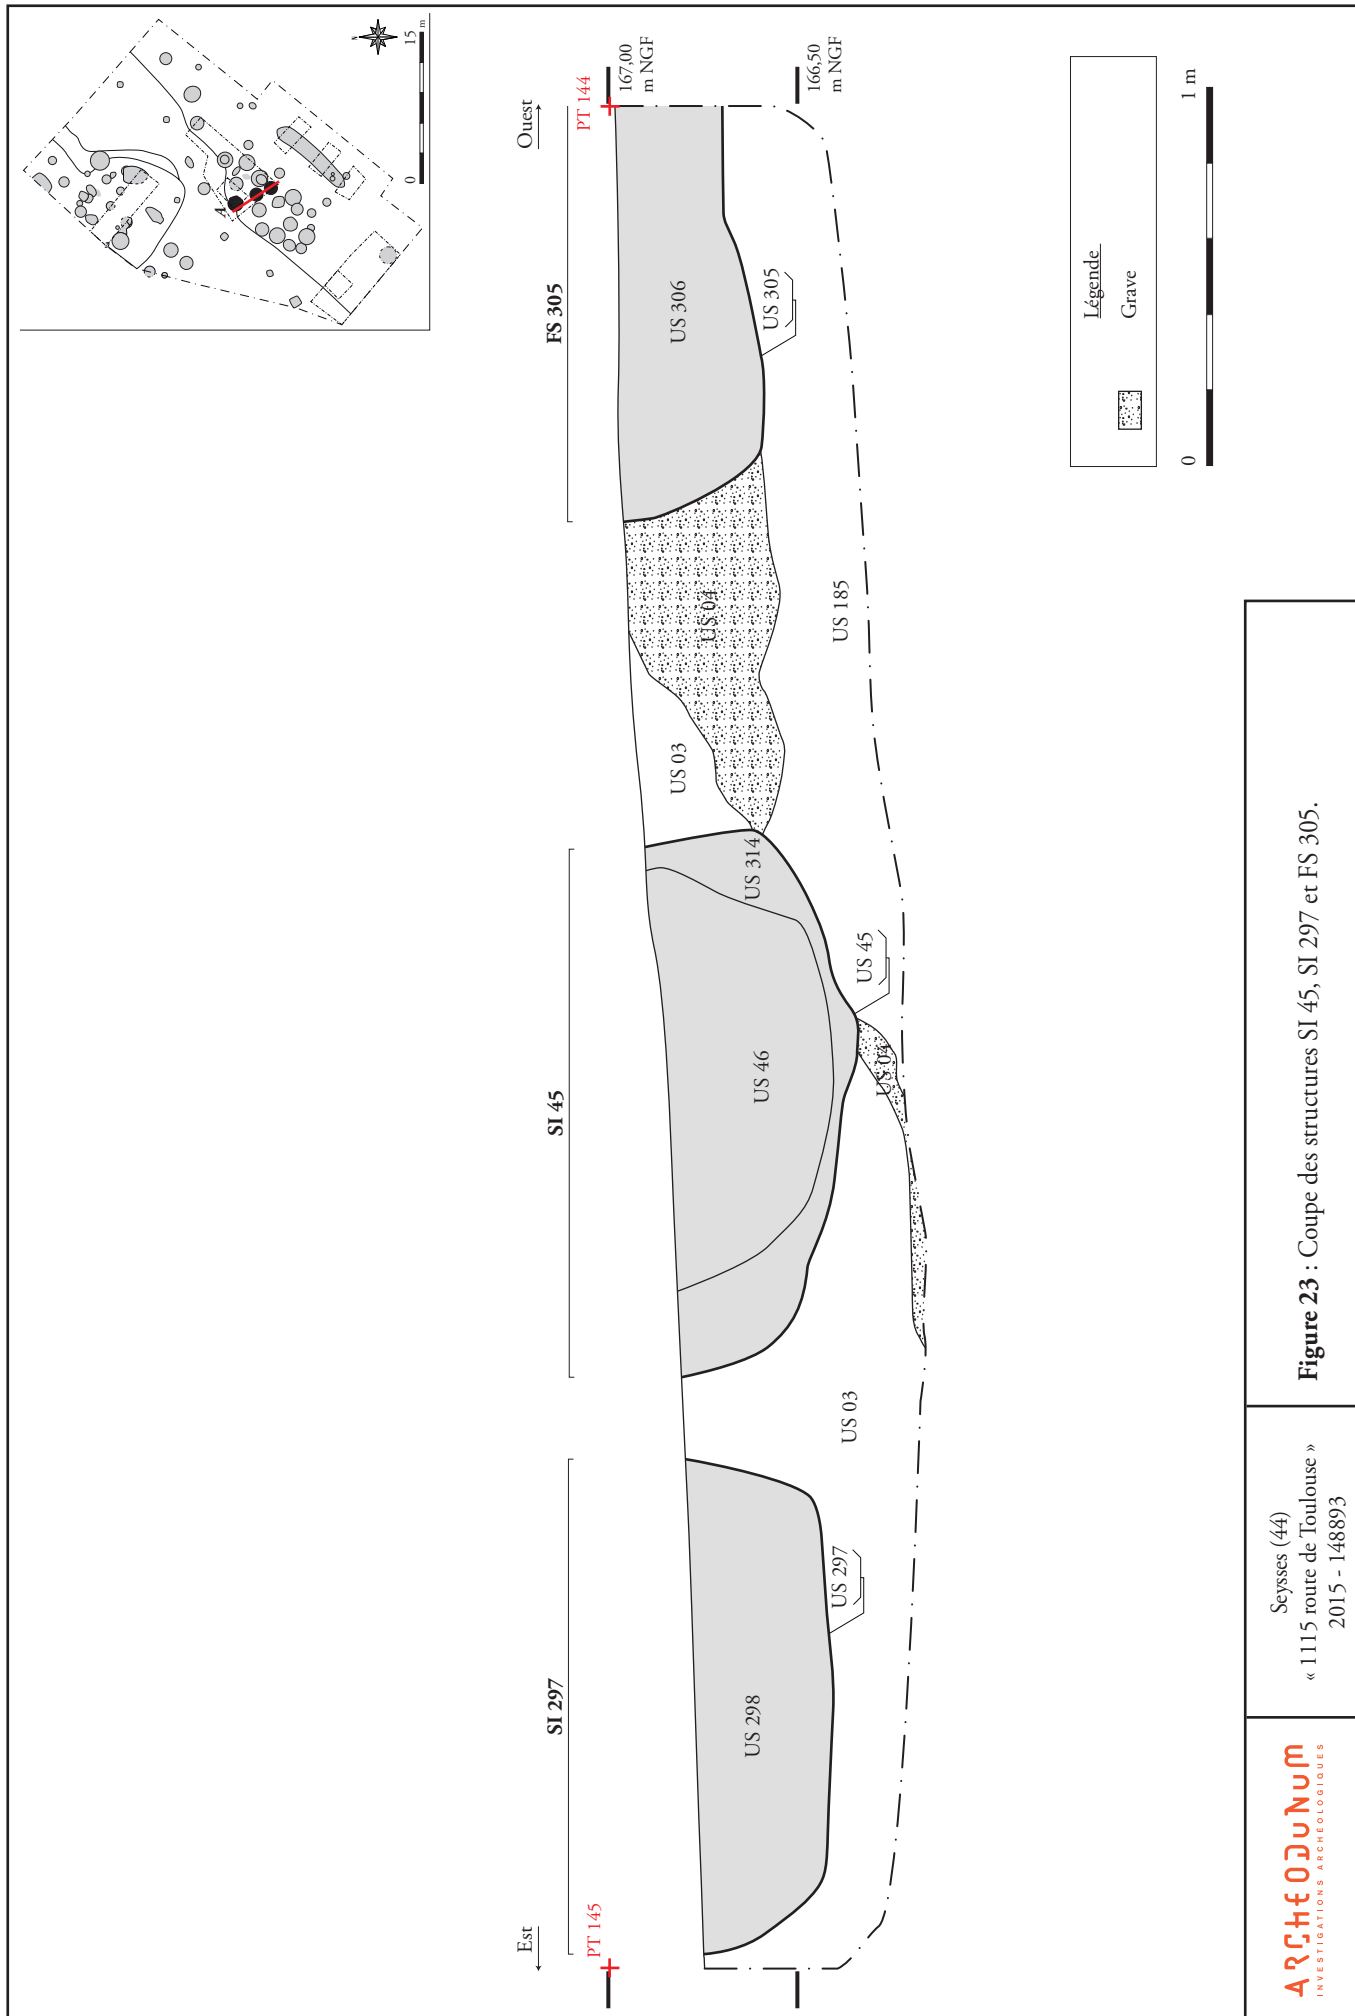 Est
Ouest
PT 145
PT 144
167,00
m NGF
166,50
m NGF
SI 297
SI 45
FS 305
US 298
US 297
US 03
US 46
US 314
US 45
US 04
US 03
US 04
US 185
US 306
US 305
A
N
0
15
m
Légende
Grave
0
1 m
ARCHEODUNUM
INVESTIGATIONS ARCHÉOLOGIQUES
Seysses (44)
« 1115 route de Toulouse »
2015 - 148893
Figure 23 : Coupe des structures SI 45, SI 297 et FS 305.